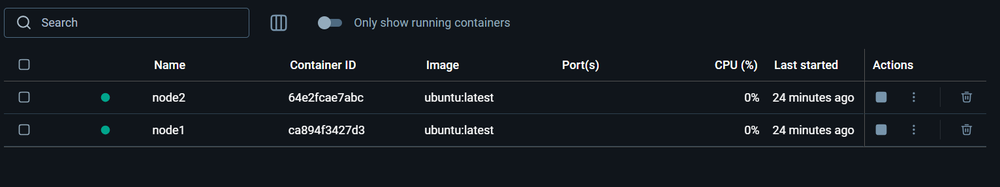 Search Only show running containers
Name Container ID Image Port(s) CPU (%) Last started Actions
node2 64e2fcae7abc ubuntu:latest 0% 24 minutes ago
node1 ca894f3427d3 ubuntu:latest 0% 24 minutes ago